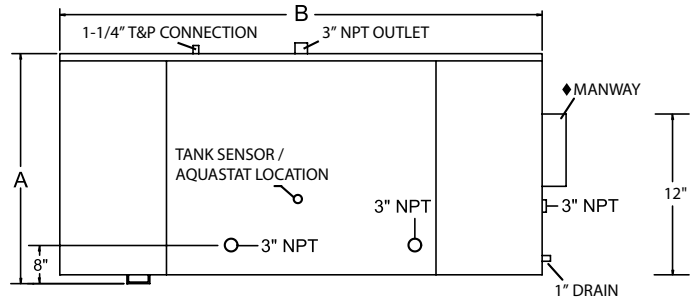 B
1-1/4” T&P CONNECTION
3” NPT OUTLET
♦MANWAY
A
TANK SENSOR /
AQUASTAT LOCATION
3" NPT
3" NPT
12"
3" NPT
8"
1” DRAIN